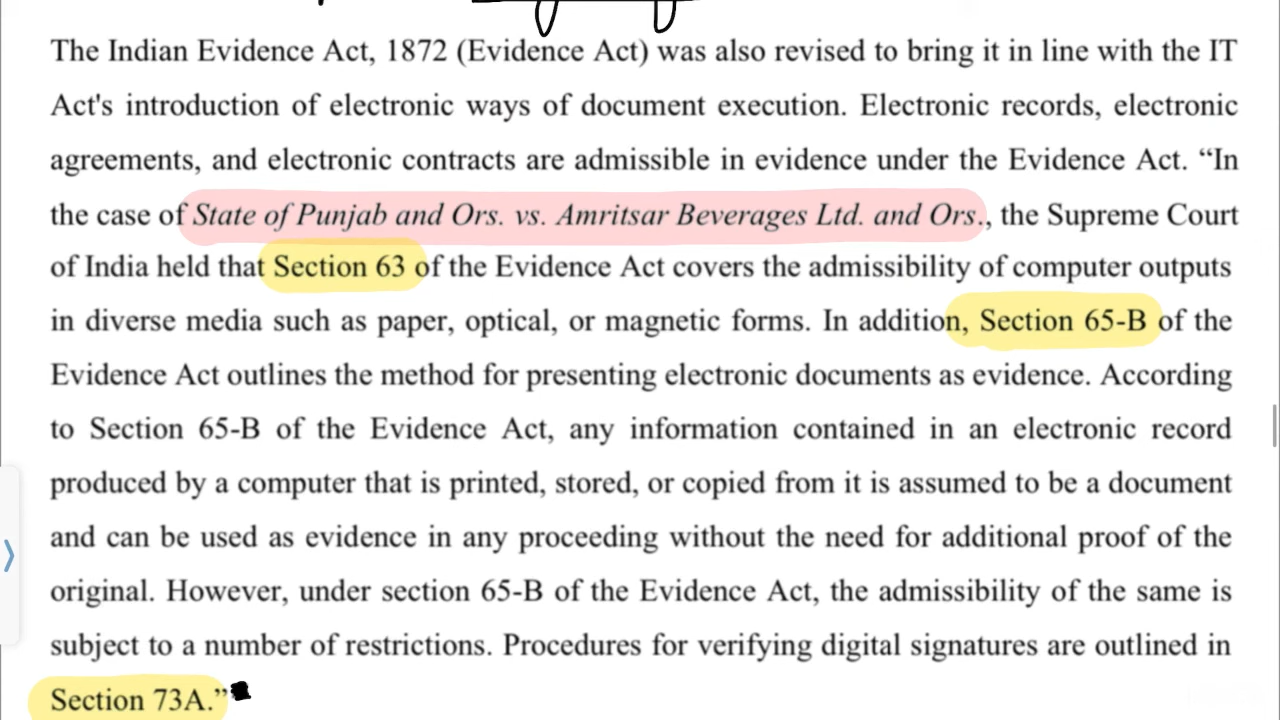 The Indian Evidence Act, 1872 (Evidence Act) was also revised to bring it in line with the IT
Act's introduction of electronic ways of document execution. Electronic records, electronic
agreements, and electronic contracts are admissible in evidence under the Evidence Act. “In
the case of State of Punjab and Ors. vs. Amritsar Beverages Ltd. and Ors., the Supreme Court
of India held that Section 63 of the Evidence Act covers the admissibility of computer outputs
in diverse media such as paper, optical, or magnetic forms. In addition, Section 65-B of the
Evidence Act outlines the method for presenting electronic documents as evidence. According
to Section 65-B of the Evidence Act, any information contained in an electronic record
produced by a computer that is printed, stored, or copied from it is assumed to be a document
and can be used as evidence in any proceeding without the need for additional proof of the
original. However, under section 65-B of the Evidence Act, the admissibility of the same is
subject to a number of restrictions. Procedures for verifying digital signatures are outlined in
Section 73A.”